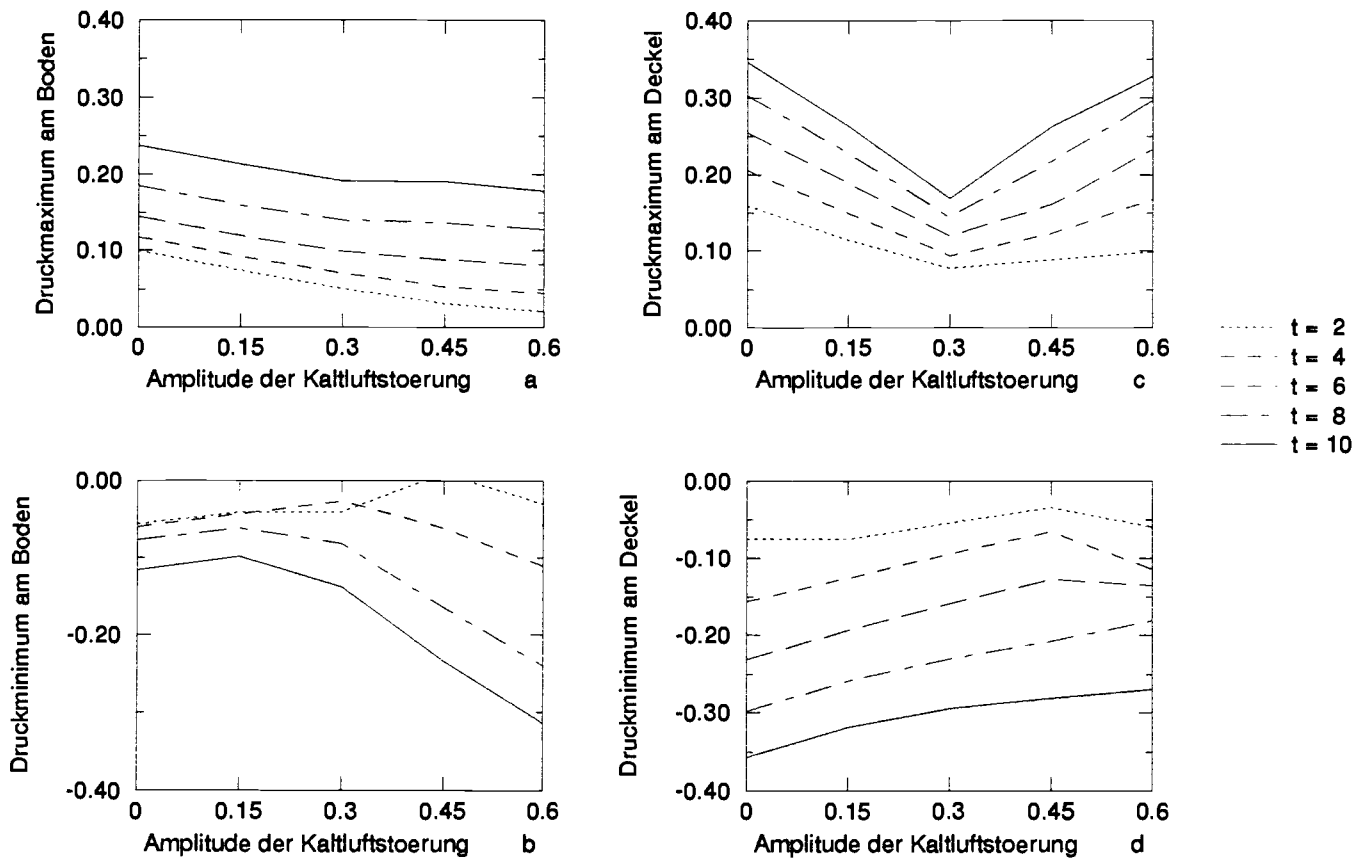 0.40
0.30
0.20
0.10
0.00
Druckmaximum am Boden
0 0.15 0.3 0.45 0.6
Amplitude der Kaltluftstoerung a
0.40
0.30
0.20
0.10
0.00
Druckmaximum am Deckel
0 0.15 0.3 0.45 0.6
Amplitude der Kaltluftstoerung c
t = 2
t = 4
t = 6
t = 8
t = 10
0.00
-0.20
-0.40
Druckminimum am Boden
0 0.15 0.3 0.45 0.6
Amplitude der Kaltluftstoerung b
0.00
-0.10
-0.20
-0.30
-0.40
Druckminimum am Deckel
0 0.15 0.3 0.45 0.6
Amplitude der Kaltluftstoerung d